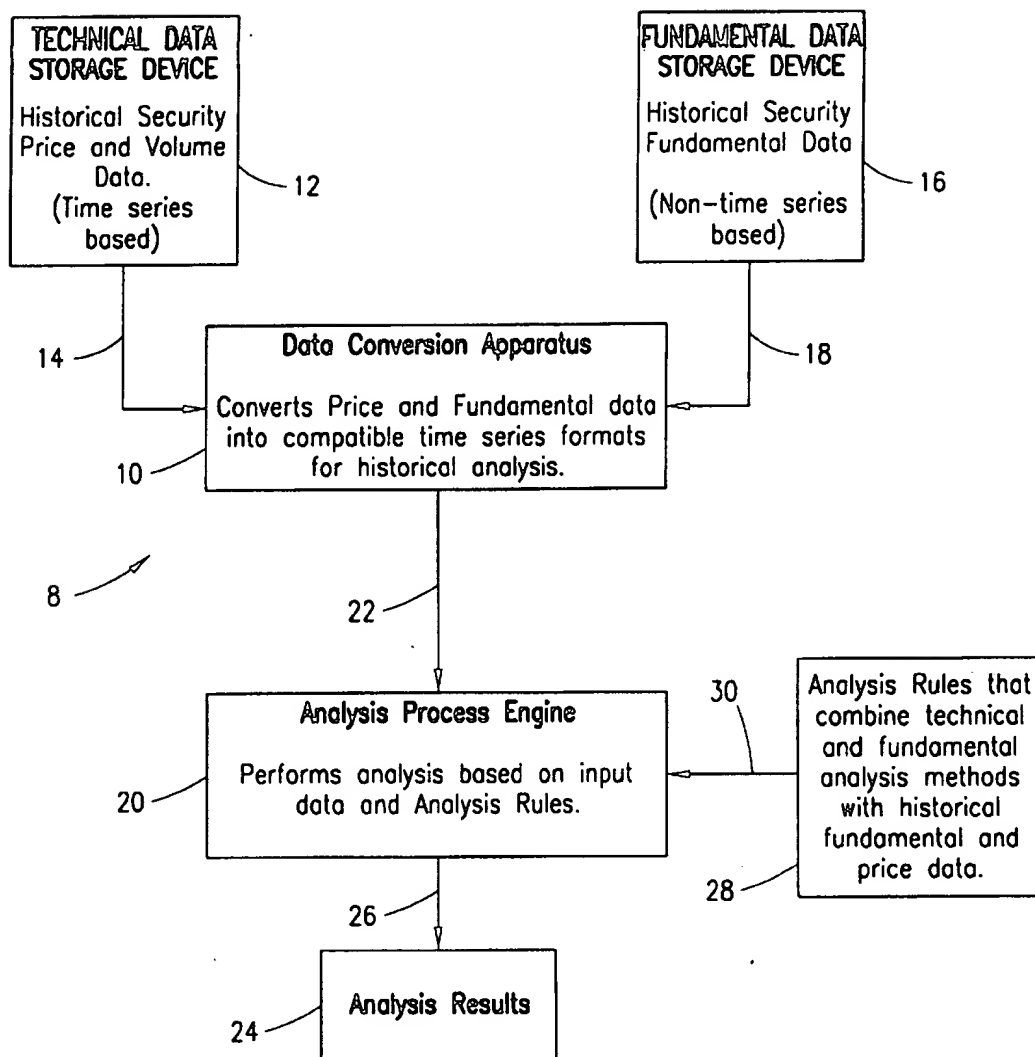 TECHNICAL DATA
STORAGE DEVICE
Historical Security
Price and Volume
Data.
(Time series
based)
12
FUNDAMENTAL DATA
STORAGE DEVICE
Historical Security
Fundamental Data
(Non-time series
based)
16
14
18
Data Conversion Apparatus
Converts Price and Fundamental data
into compatible time series formats
for historical analysis.
10
8
22
Analysis Process Engine
Performs analysis based on input
data and Analysis Rules.
20
30
Analysis Rules that
combine technical
and fundamental
analysis methods
with historical
fundamental and
price data.
28
26
Analysis Results
24